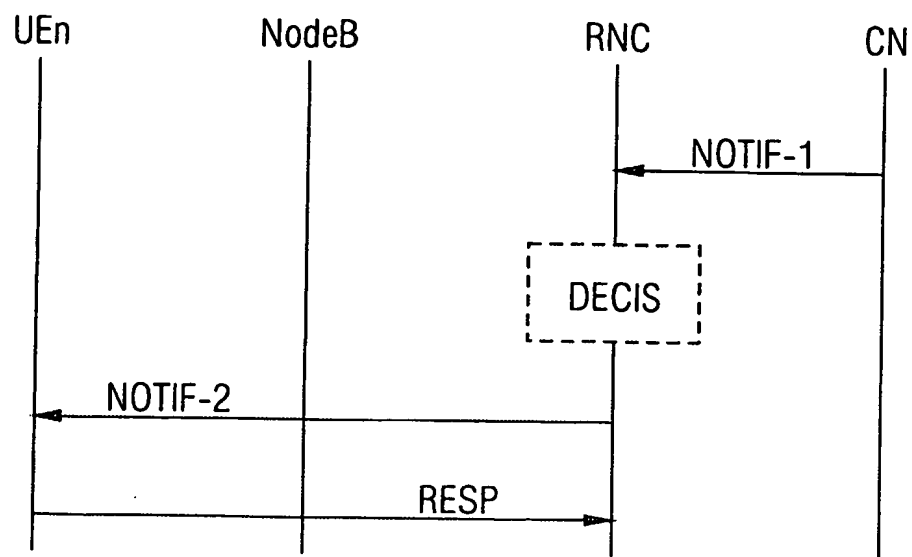 UEn
NodeB
RNC
CN
NOTIF-1
DECIS
NOTIF-2
RESP